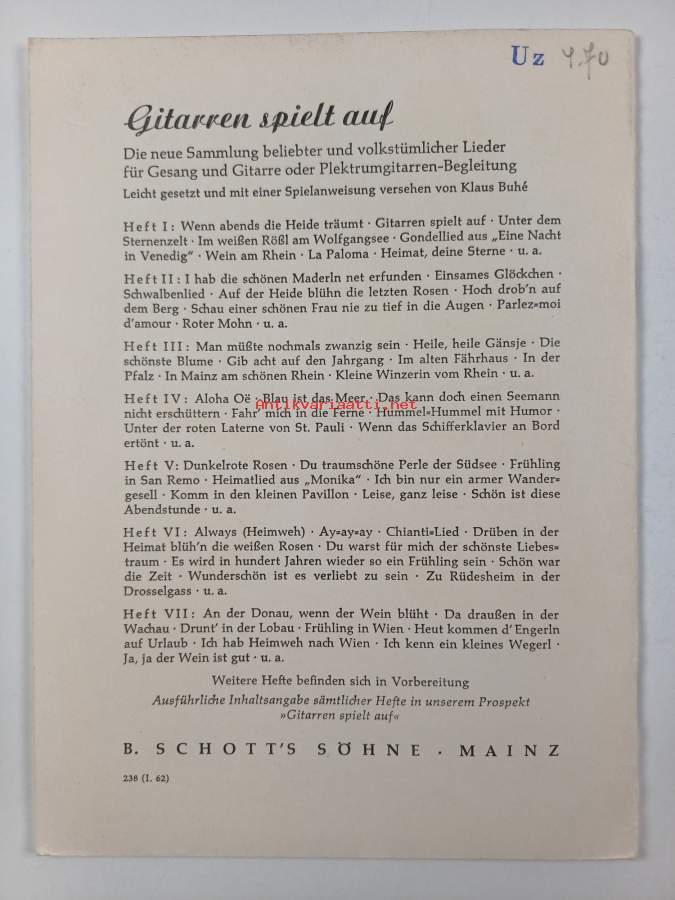 Uz 4.70
Gitarren spielt auf
Die neue Sammlung beliebter und volkstümlicher Lieder
für Gesang und Gitarre oder Plektrumgitarren-Begleitung
Leicht gesetzt und mit einer Spielanweisung versehen von Klaus Buhé
Heft I: Wenn abends die Heide träumt · Gitarren spielt auf · Unter dem
Sternenzelt · Im weißen Rößl am Wolfgangsee · Gondellied aus „Eine Nacht
in Venedig“ · Wein am Rhein · La Paloma · Heimat, deine Sterne · u. a.
Heft II: I hab die schönen Maderln net erfunden · Einsames Glöckchen ·
Schwalbenlied · Auf der Heide blühn die letzten Rosen · Hoch drob'n auf
dem Berg · Schau einer schönen Frau nie zu tief in die Augen · Parlez-moi
d'amour · Roter Mohn · u. a.
Heft III: Man müßte nochmals zwanzig sein · Heile, heile Gänsje · Die
schönste Blume · Gib acht auf den Jahrgang · Im alten Fährhaus · In der
Pfalz · In Mainz am schönen Rhein · Kleine Winzerin vom Rhein · u. a.
Heft IV: Aloha Oë · Blau ist das Meer · Das kann doch einen Seemann
nicht erschüttern · Fahr' mich in die Ferne · Hummel-Hummel mit Humor ·
Antikvariaatti.net
Unter der roten Laterne von St. Pauli · Wenn das Schifferklavier an Bord
ertönt · u. a.
Heft V: Dunkelrote Rosen · Du traumschöne Perle der Südsee · Frühling
in San Remo · Heimatlied aus „Monika“ · Ich bin nur ein armer Wander-
gesell · Komm in den kleinen Pavillon · Leise, ganz leise · Schön ist diese
Abendstunde · u. a.
Heft VI: Always (Heimweh) · Ay-ay-ay · Chianti-Lied · Drüben in der
Heimat blüh'n die weißen Rosen · Du warst für mich der schönste Liebes-
traum · Es wird in hundert Jahren wieder so ein Frühling sein · Schön war
die Zeit · Wunderschön ist es verliebt zu sein · Zu Rüdesheim in der
Drosselgass · u. a.
Heft VII: An der Donau, wenn der Wein blüht · Da draußen in der
Wachau · Drunt' in der Lobau · Frühling in Wien · Heut kommen d'Engerln
auf Urlaub · Ich hab Heimweh nach Wien · Ich kenn ein kleines Wegerl ·
Ja, ja der Wein ist gut · u. a.
Weitere Hefte befinden sich in Vorbereitung
Ausführliche Inhaltsangabe sämtlicher Hefte in unserem Prospekt
»Gitarren spielt auf«
B. SCHOTT'S SÖHNE · MAINZ
238 (I. 62)